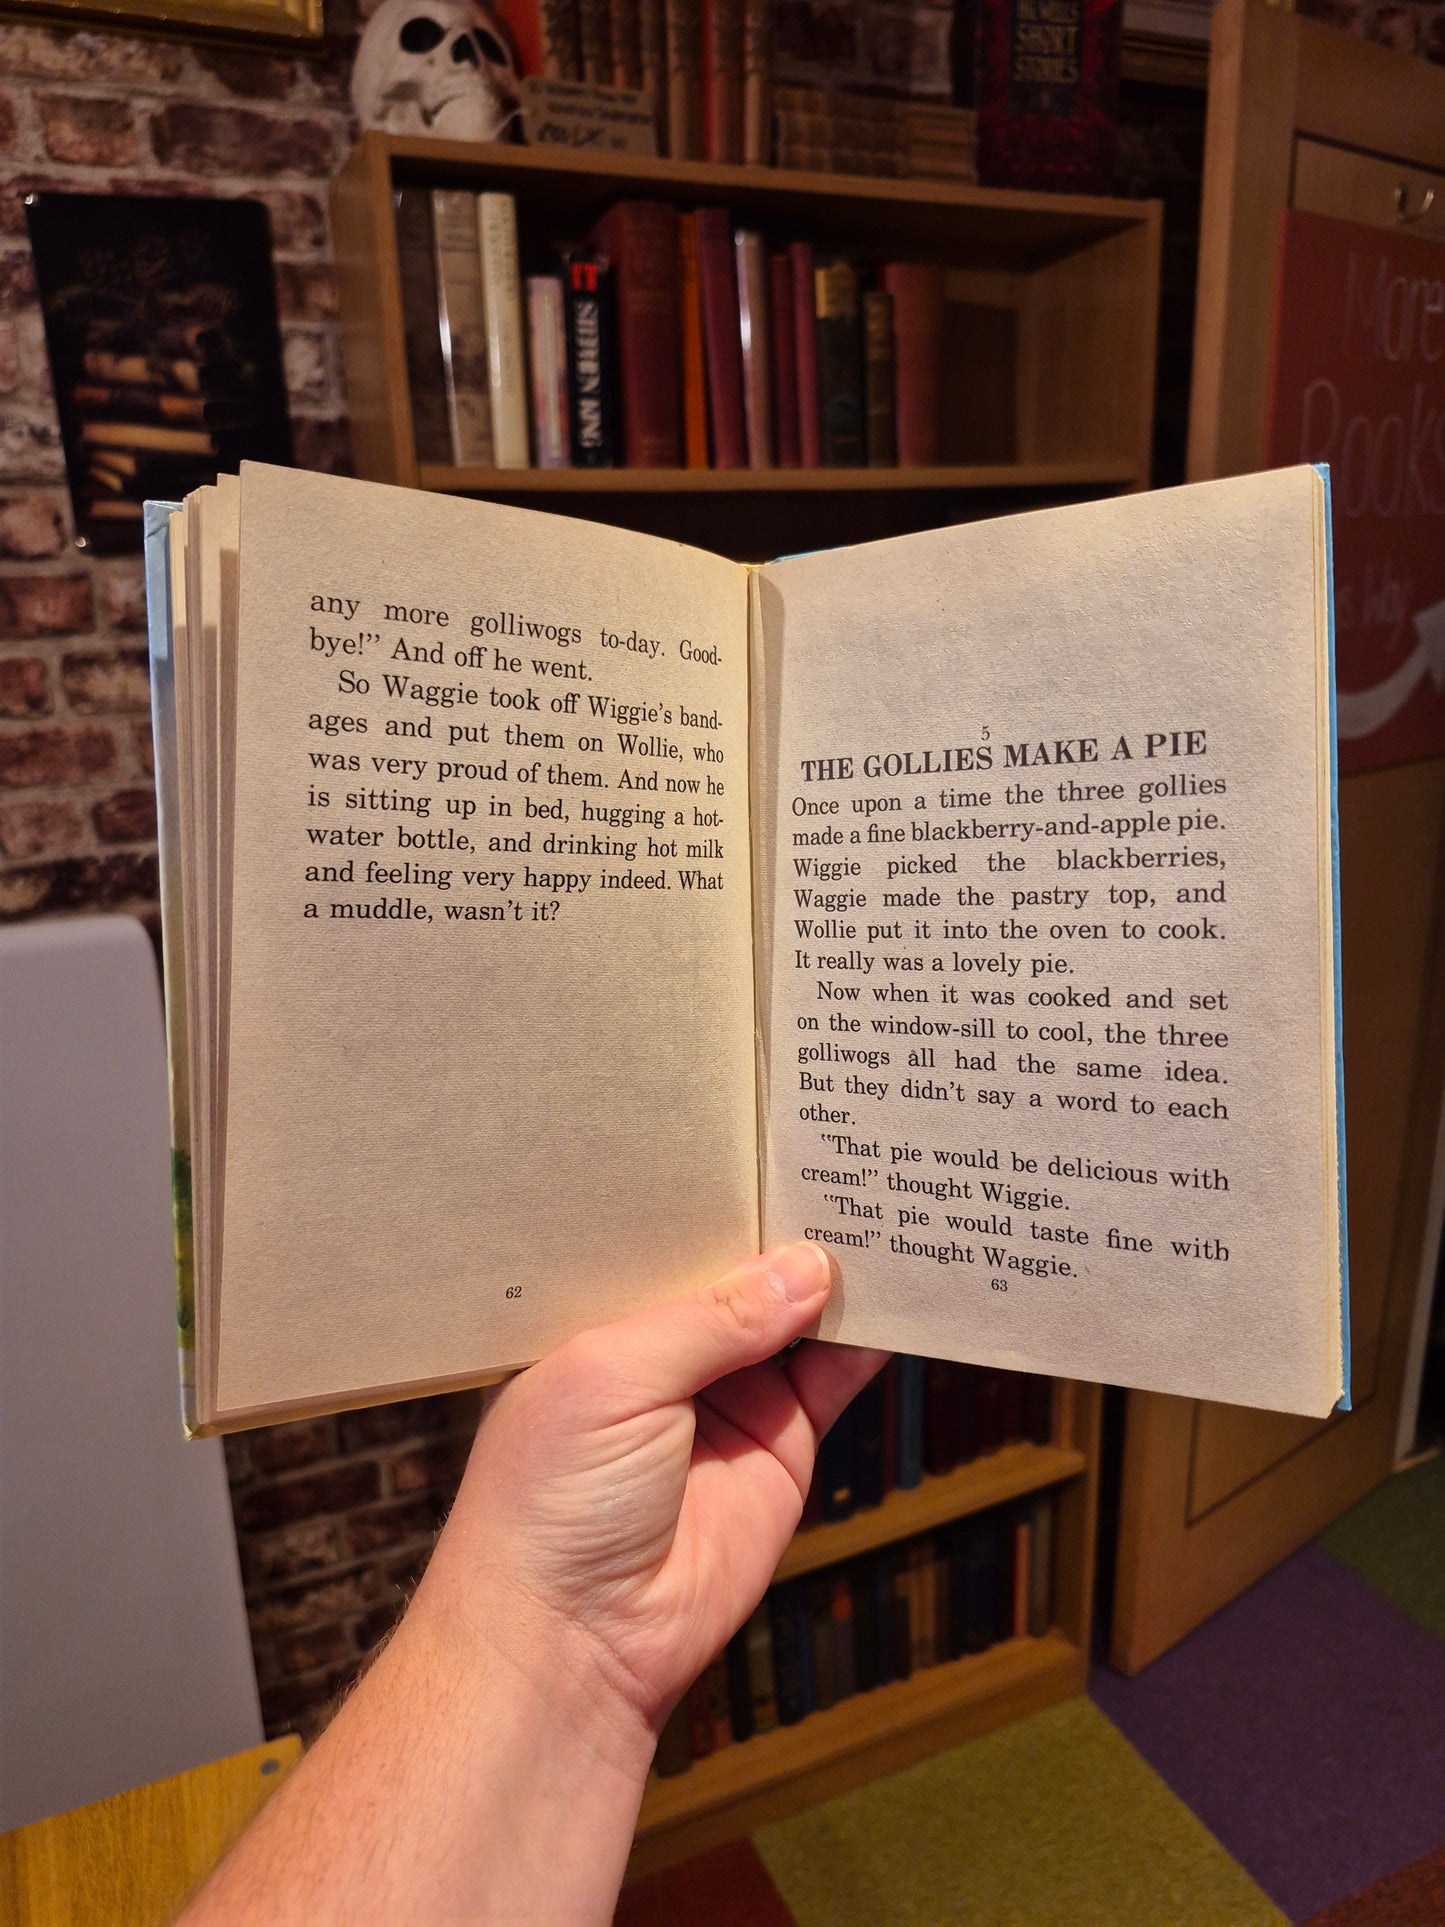 SHORT
STORIES
STEPHEN KING
More
Books
any more golliwogs to-day. Good-
bye!” And off he went.
So Waggie took off Wiggie’s band-
ages and put them on Wollie, who
was very proud of them. And now he
is sitting up in bed, hugging a hot-
water bottle, and drinking hot milk
and feeling very happy indeed. What
a muddle, wasn’t it?
62
5
THE GOLLIES MAKE A PIE
Once upon a time the three gollies
made a fine blackberry-and-apple pie.
Wiggie picked the blackberries,
Waggie made the pastry top, and
Wollie put it into the oven to cook.
It really was a lovely pie.
Now when it was cooked and set
on the window-sill to cool, the three
golliwogs all had the same idea.
But they didn’t say a word to each
other.
“That pie would be delicious with
cream!” thought Wiggie.
“That pie would taste fine with
cream!” thought Waggie.
63